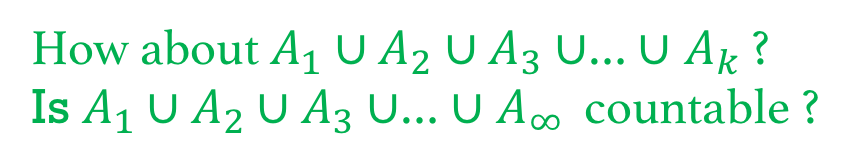 How about A₁ ∪ A₂ ∪ A₃ ∪... ∪ Aₖ ?
Is A₁ ∪ A₂ ∪ A₃ ∪... ∪ A∞ countable ?